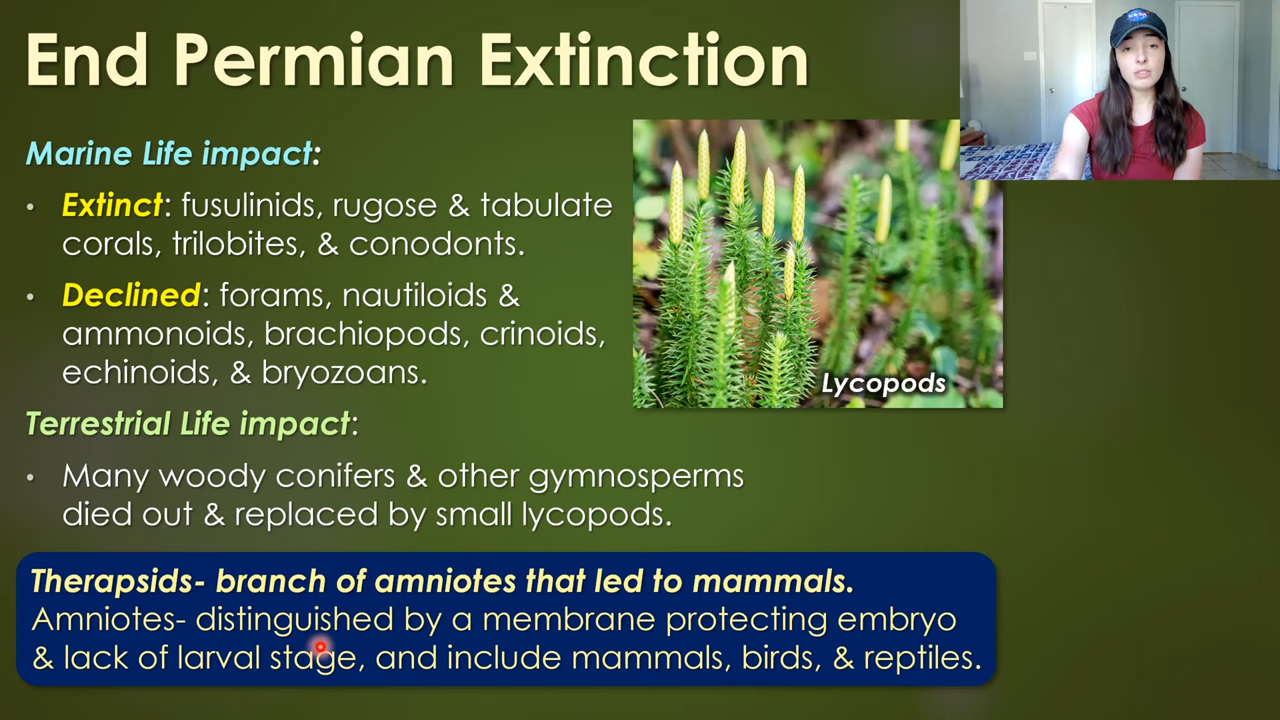 End Permian Extinction
Marine Life impact:
• Extinct: fusulinids, rugose & tabulate
corals, trilobites, & conodonts.
• Declined: forams, nautiloids &
ammonoids, brachiopods, crinoids,
echinoids, & bryozoans.
Lycopods
Terrestrial Life impact:
• Many woody conifers & other gymnosperms
died out & replaced by small lycopods.
Therapsids- branch of amniotes that led to mammals.
Amniotes- distinguished by a membrane protecting embryo
& lack of larval stage, and include mammals, birds, & reptiles.
NASA